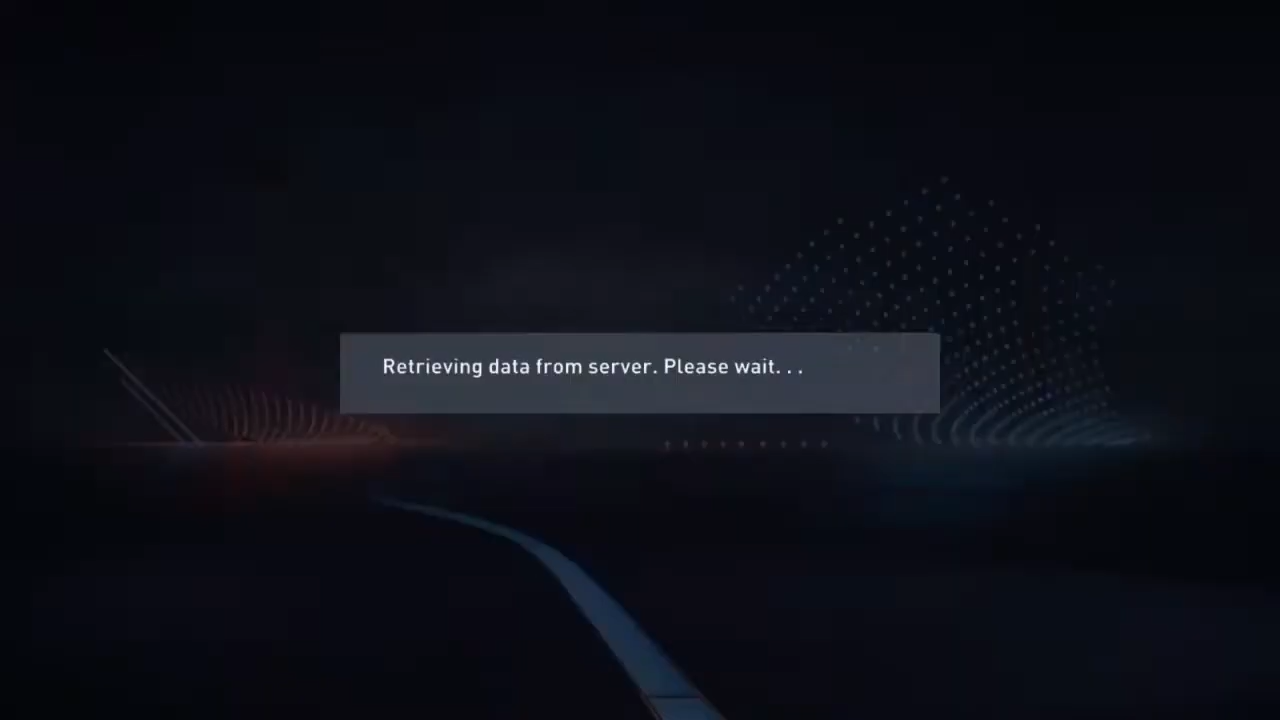 Retrieving data from server. Please wait. . .